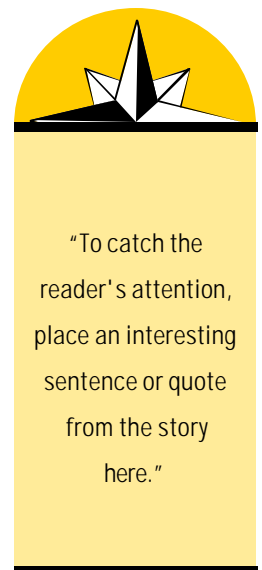 “To catch the
reader's attention,
place an interesting
sentence or quote
from the story
here.”